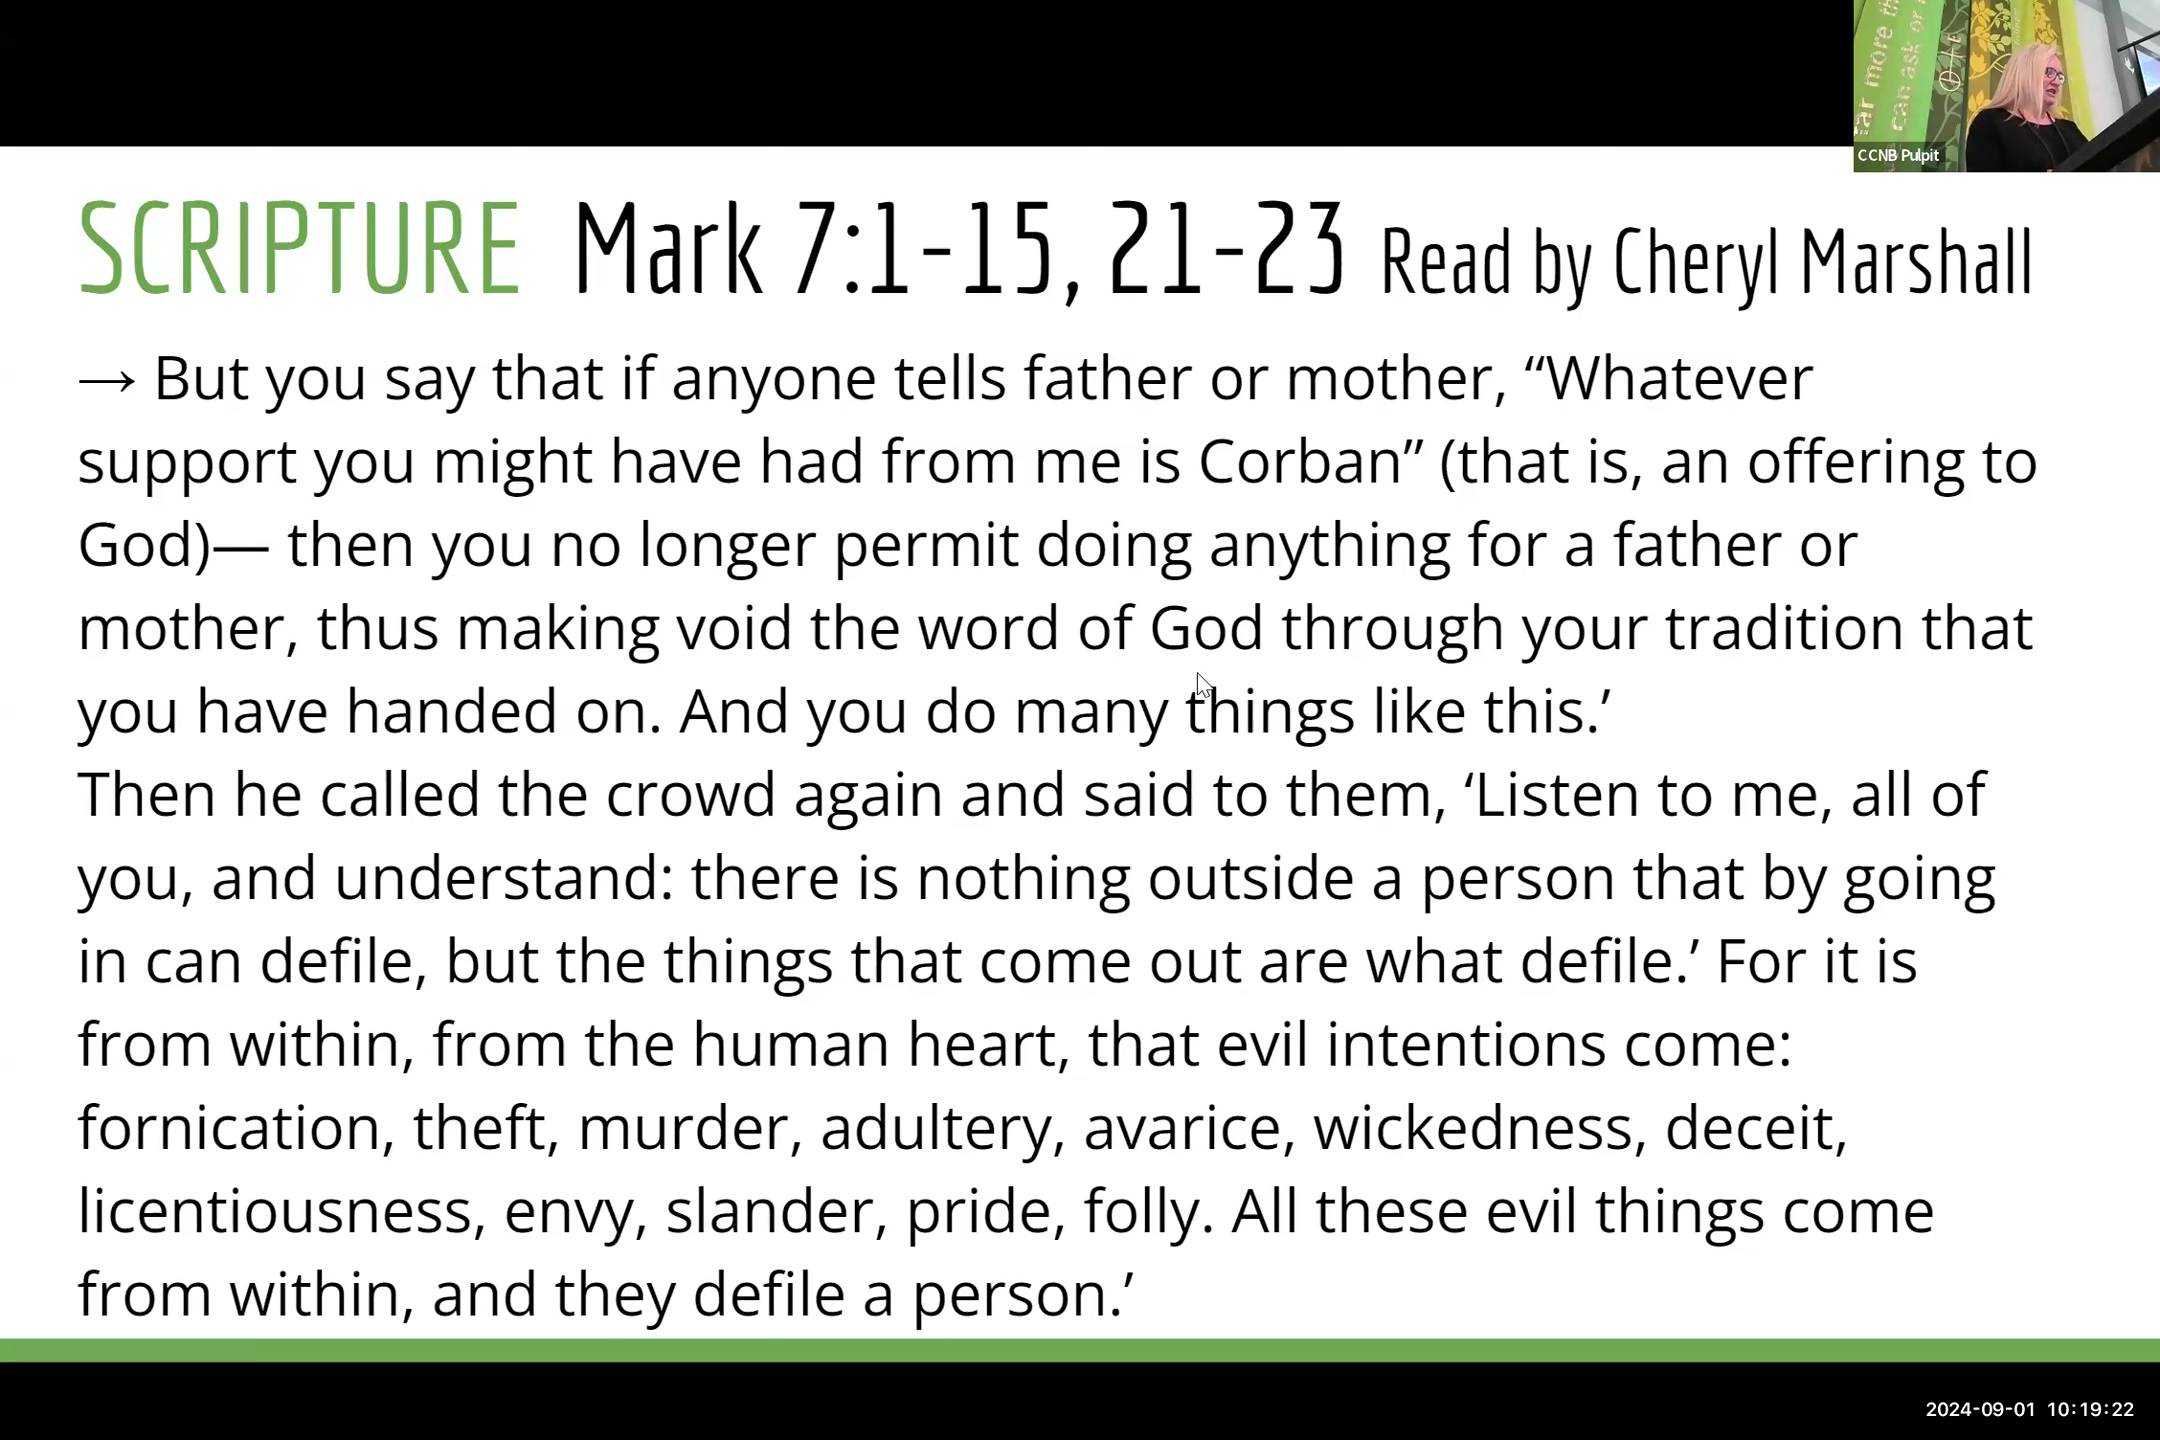 far more th
can ask or
CCNB Pulpit
SCRIPTURE Mark 7:1-15, 21-23 Read by Cheryl Marshall
→ But you say that if anyone tells father or mother, “Whatever
support you might have had from me is Corban” (that is, an offering to
God)— then you no longer permit doing anything for a father or
mother, thus making void the word of God through your tradition that
you have handed on. And you do many things like this.’
Then he called the crowd again and said to them, ‘Listen to me, all of
you, and understand: there is nothing outside a person that by going
in can defile, but the things that come out are what defile.’ For it is
from within, from the human heart, that evil intentions come:
fornication, theft, murder, adultery, avarice, wickedness, deceit,
licentiousness, envy, slander, pride, folly. All these evil things come
from within, and they defile a person.’
2024-09-01 10:19:22